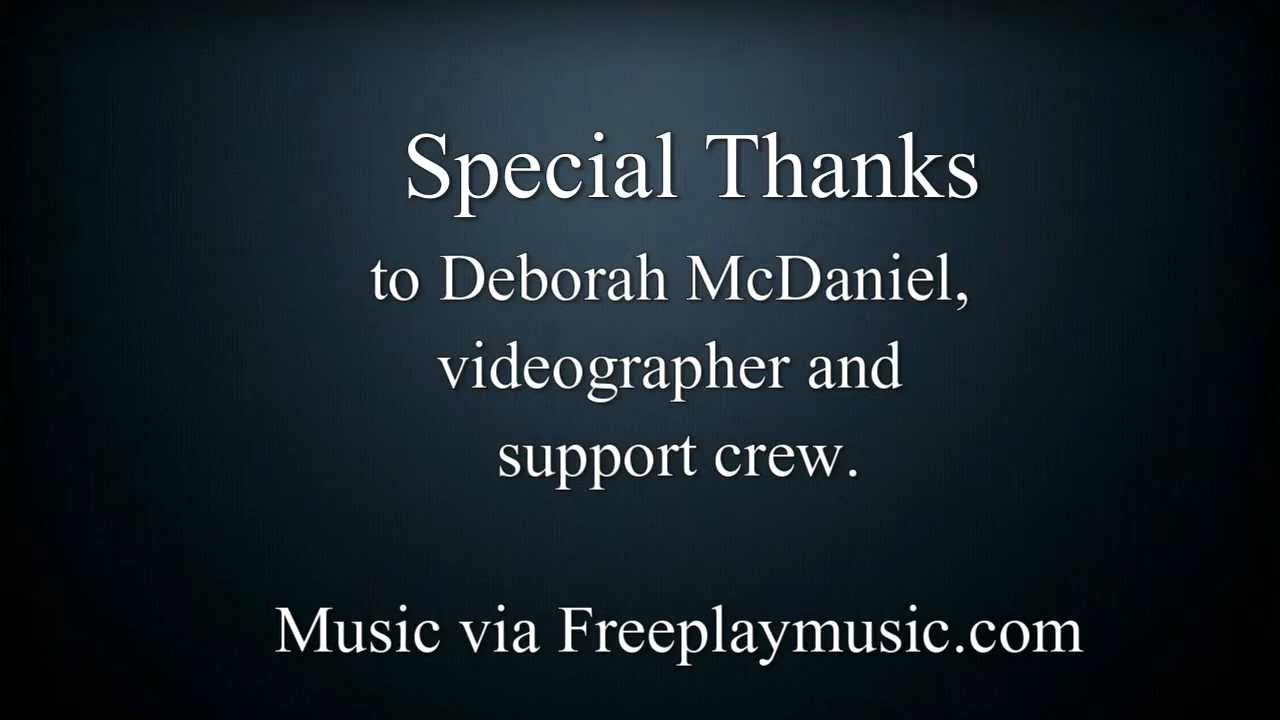 Special Thanks
to Deborah McDaniel,
videographer and
support crew.
Music via Freeplaymusic.com